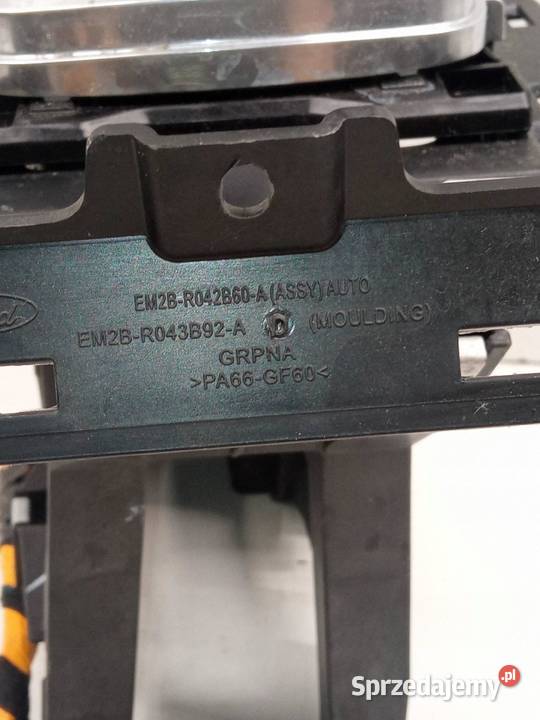 EM2B-R042B60-A (ASSY) AUTO
EM2B-R043B92-A D (MOULDING)
GRPNA
>PA66-GF60<
Sprzedajemy.pl